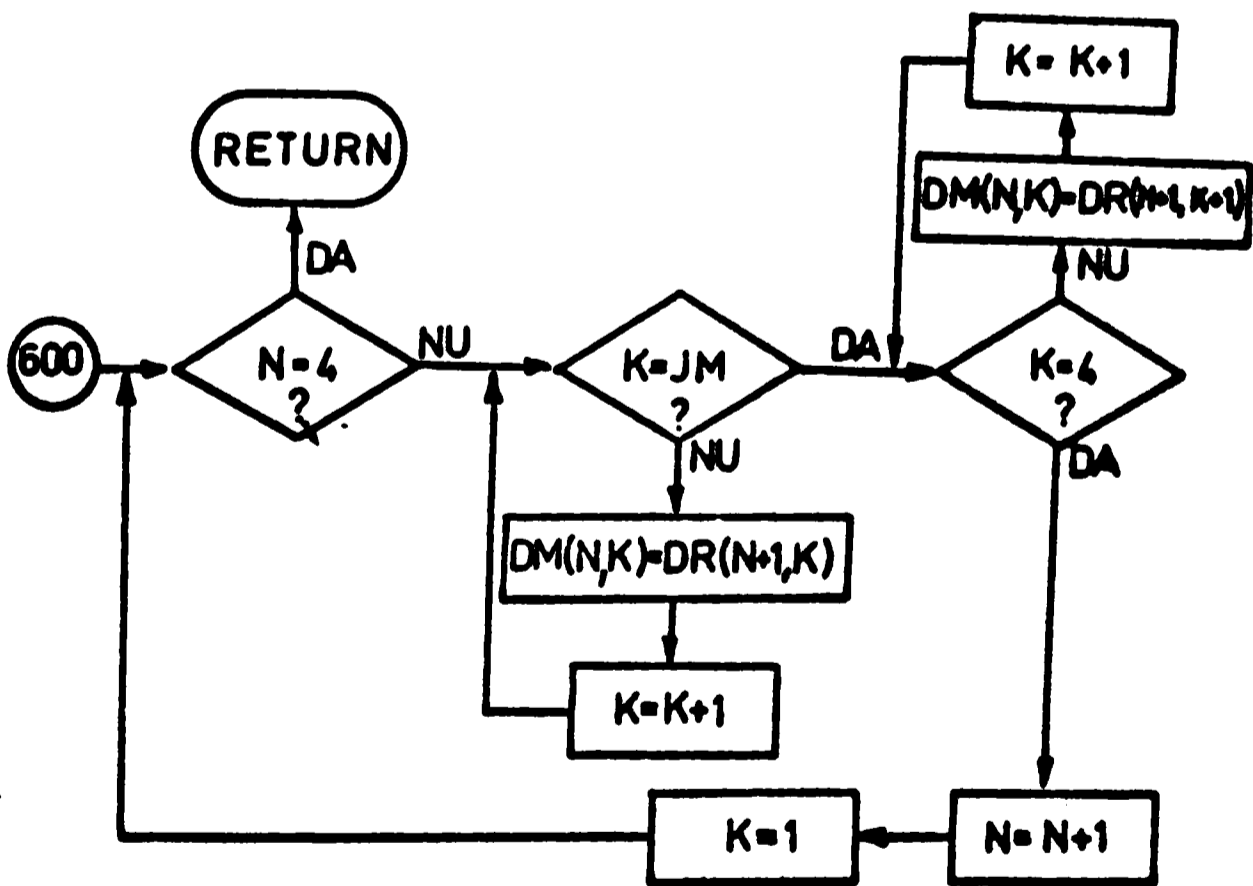 K= K+1
RETURN
DM(N,K)=DR(N+1, K+1)
DA
NU
600
N=4
?
NU
K=JM
?
DA
K=4
?
NU
DA
DM(N,K)=DR(N+1,K)
K=K+1
K=1
N=N+1